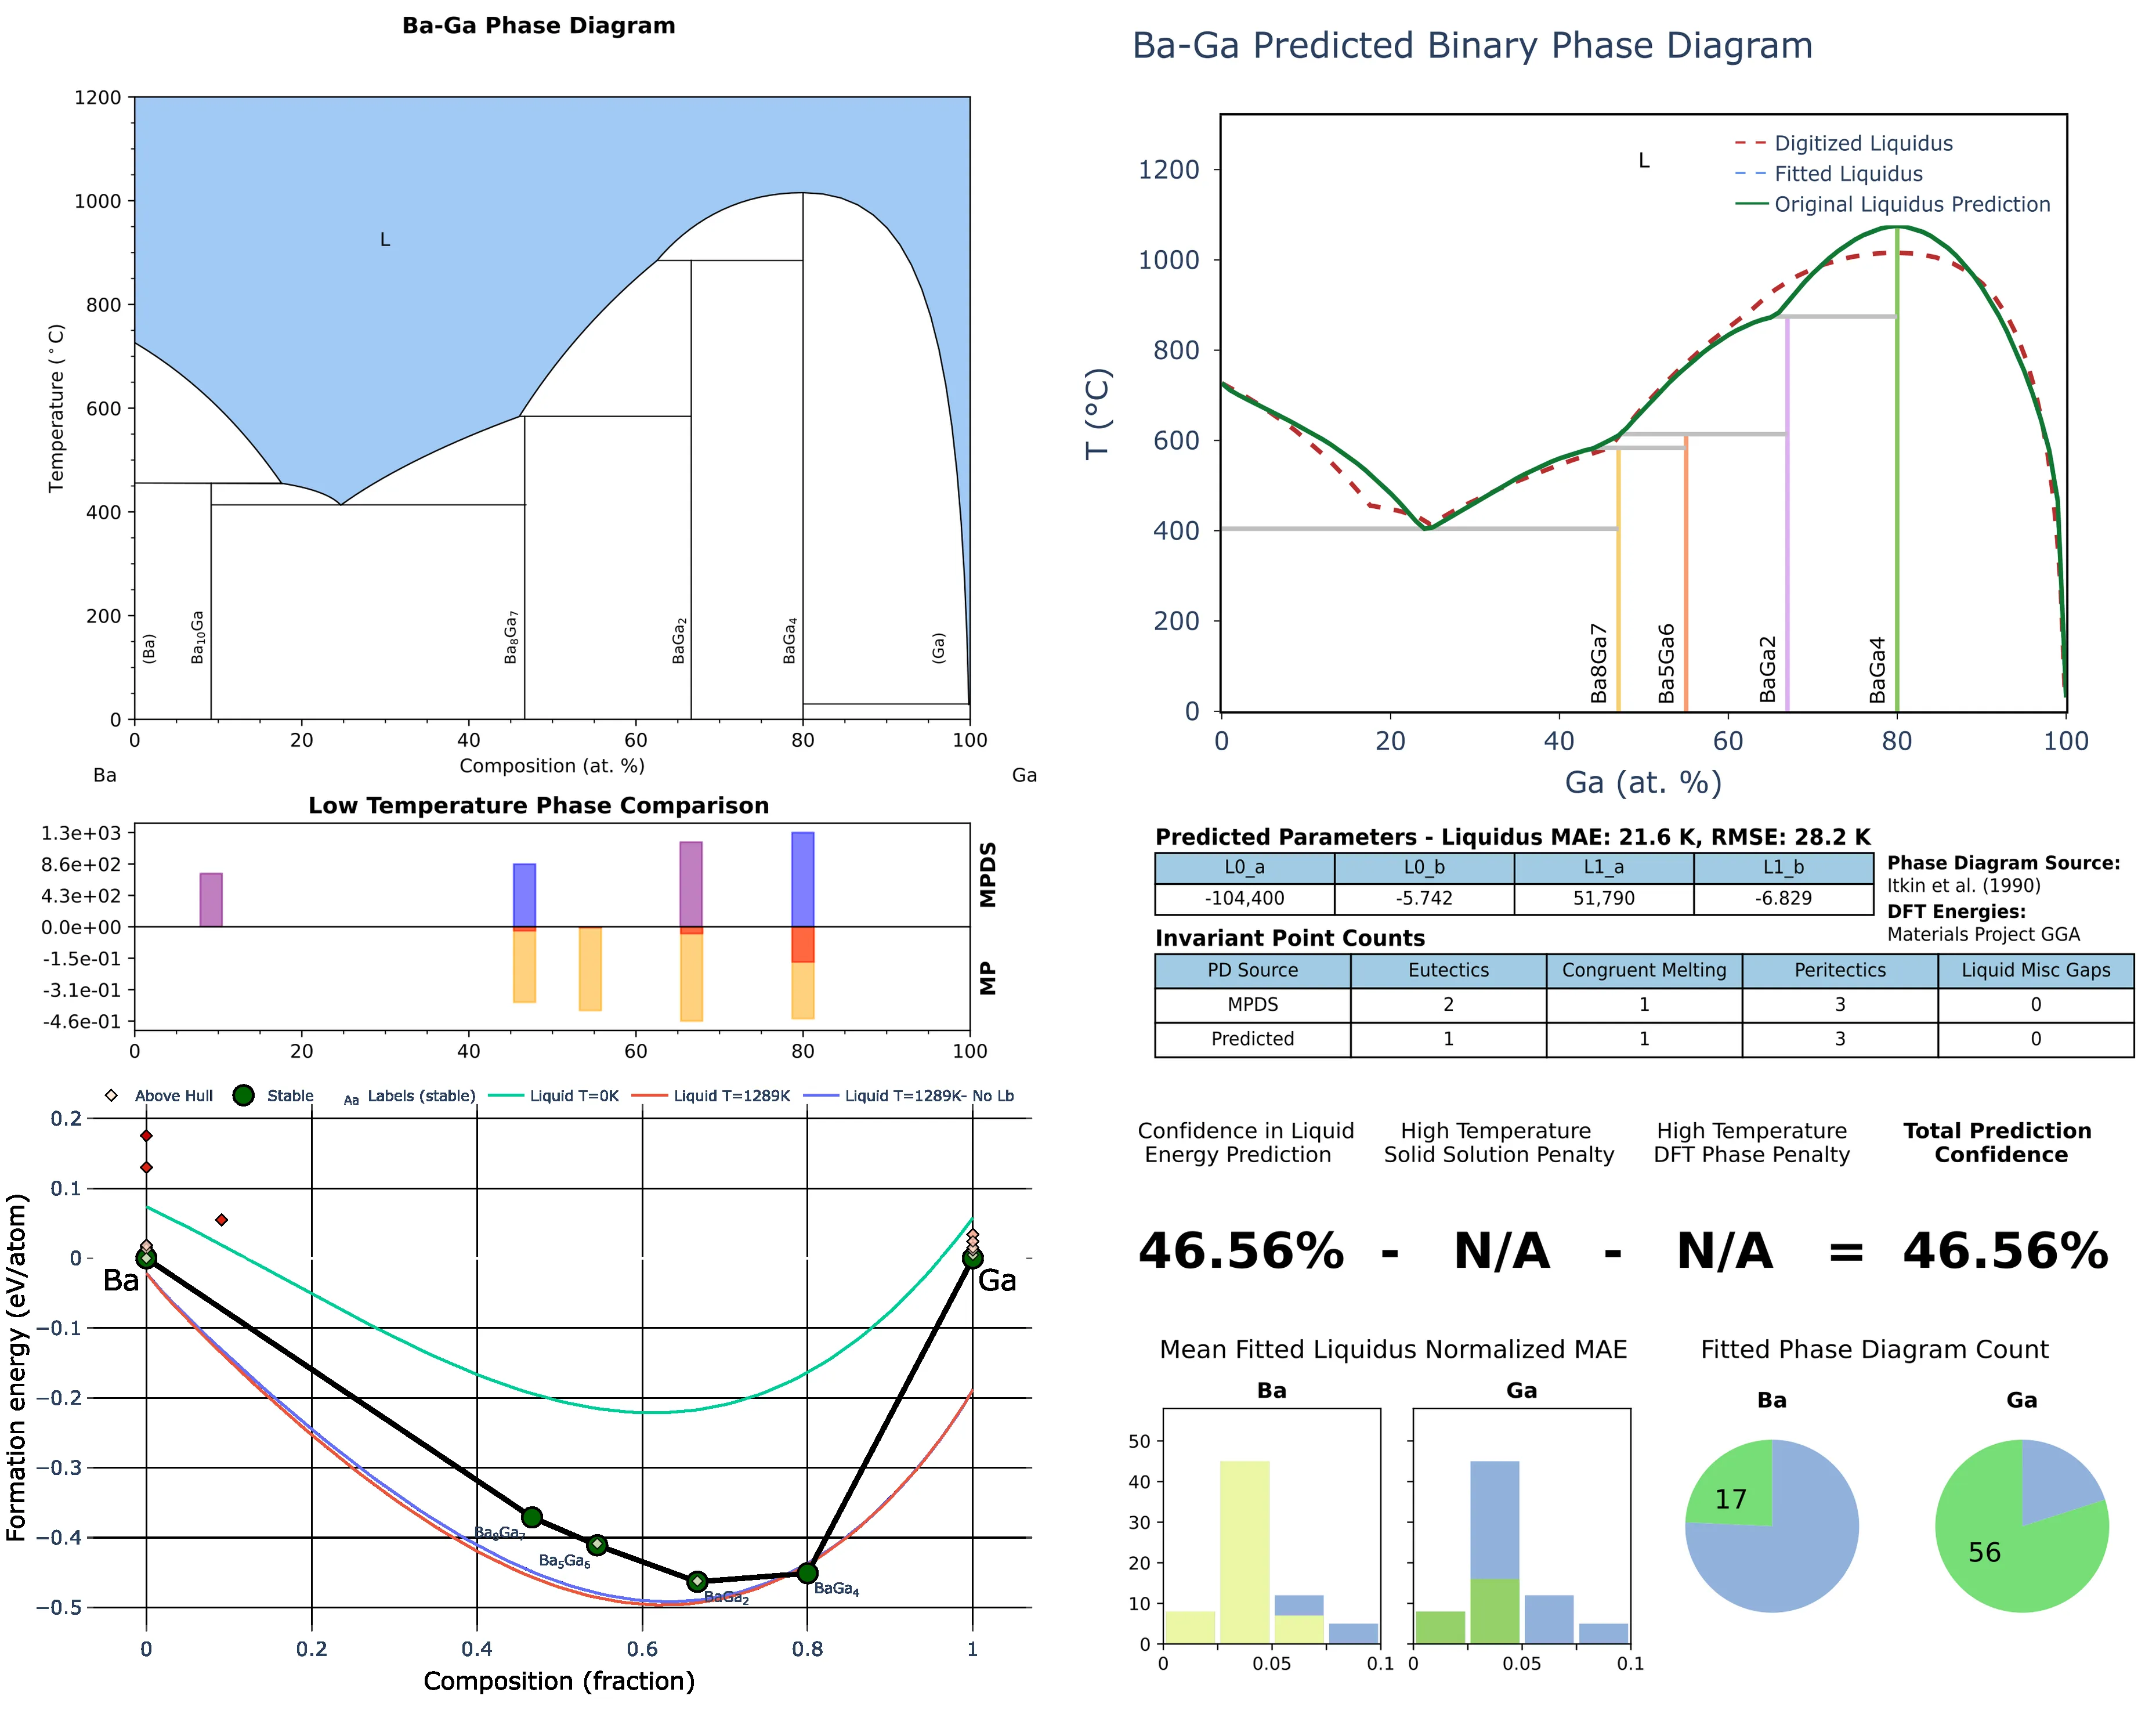 Ba-Ga Phase Diagram
1200
1000
800
600
400
200
0
Temperature (°C)
L
(Ba)
Ba10Ga
Ba8Ga7
BaGa2
BaGa4
(Ga)
0 20 40 60 80 100
Composition (at. %)
Ba Ga
Low Temperature Phase Comparison
1.3e+03
8.6e+02
4.3e+02
0.0e+00
-1.5e-01
-3.1e-01
-4.6e-01
MPDS
MP
0 20 40 60 80 100
Above Hull Stable Aa Labels (stable) Liquid T=0K Liquid T=1289K Liquid T=1289K- No Lb
0.2
0.1
0
−0.1
−0.2
−0.3
−0.4
−0.5
Formation energy (eV/atom)
Ba
Ga
Ba8Ga7
Ba5Ga6
BaGa2
BaGa4
0 0.2 0.4 0.6 0.8 1
Composition (fraction)
Ba-Ga Predicted Binary Phase Diagram
L
Digitized Liquidus
Fitted Liquidus
Original Liquidus Prediction
1200
1000
800
600
400
200
0
T (°C)
Ba8Ga7
Ba5Ga6
BaGa2
BaGa4
0 20 40 60 80 100
Ga (at. %)
Predicted Parameters - Liquidus MAE: 21.6 K, RMSE: 28.2 K
L0_a L0_b L1_a L1_b
-104,400 -5.742 51,790 -6.829
Phase Diagram Source:
Itkin et al. (1990)
DFT Energies:
Materials Project GGA
Invariant Point Counts
PD Source Eutectics Congruent Melting Peritectics Liquid Misc Gaps
MPDS 2 1 3 0
Predicted 1 1 3 0
Confidence in Liquid
Energy Prediction
High Temperature
Solid Solution Penalty
High Temperature
DFT Phase Penalty
Total Prediction
Confidence
46.56% - N/A - N/A = 46.56%
Mean Fitted Liquidus Normalized MAE
Ba
Ga
50
40
30
20
10
0
0 0.05 0.1
0 0.05 0.1
Fitted Phase Diagram Count
Ba
Ga
17
56